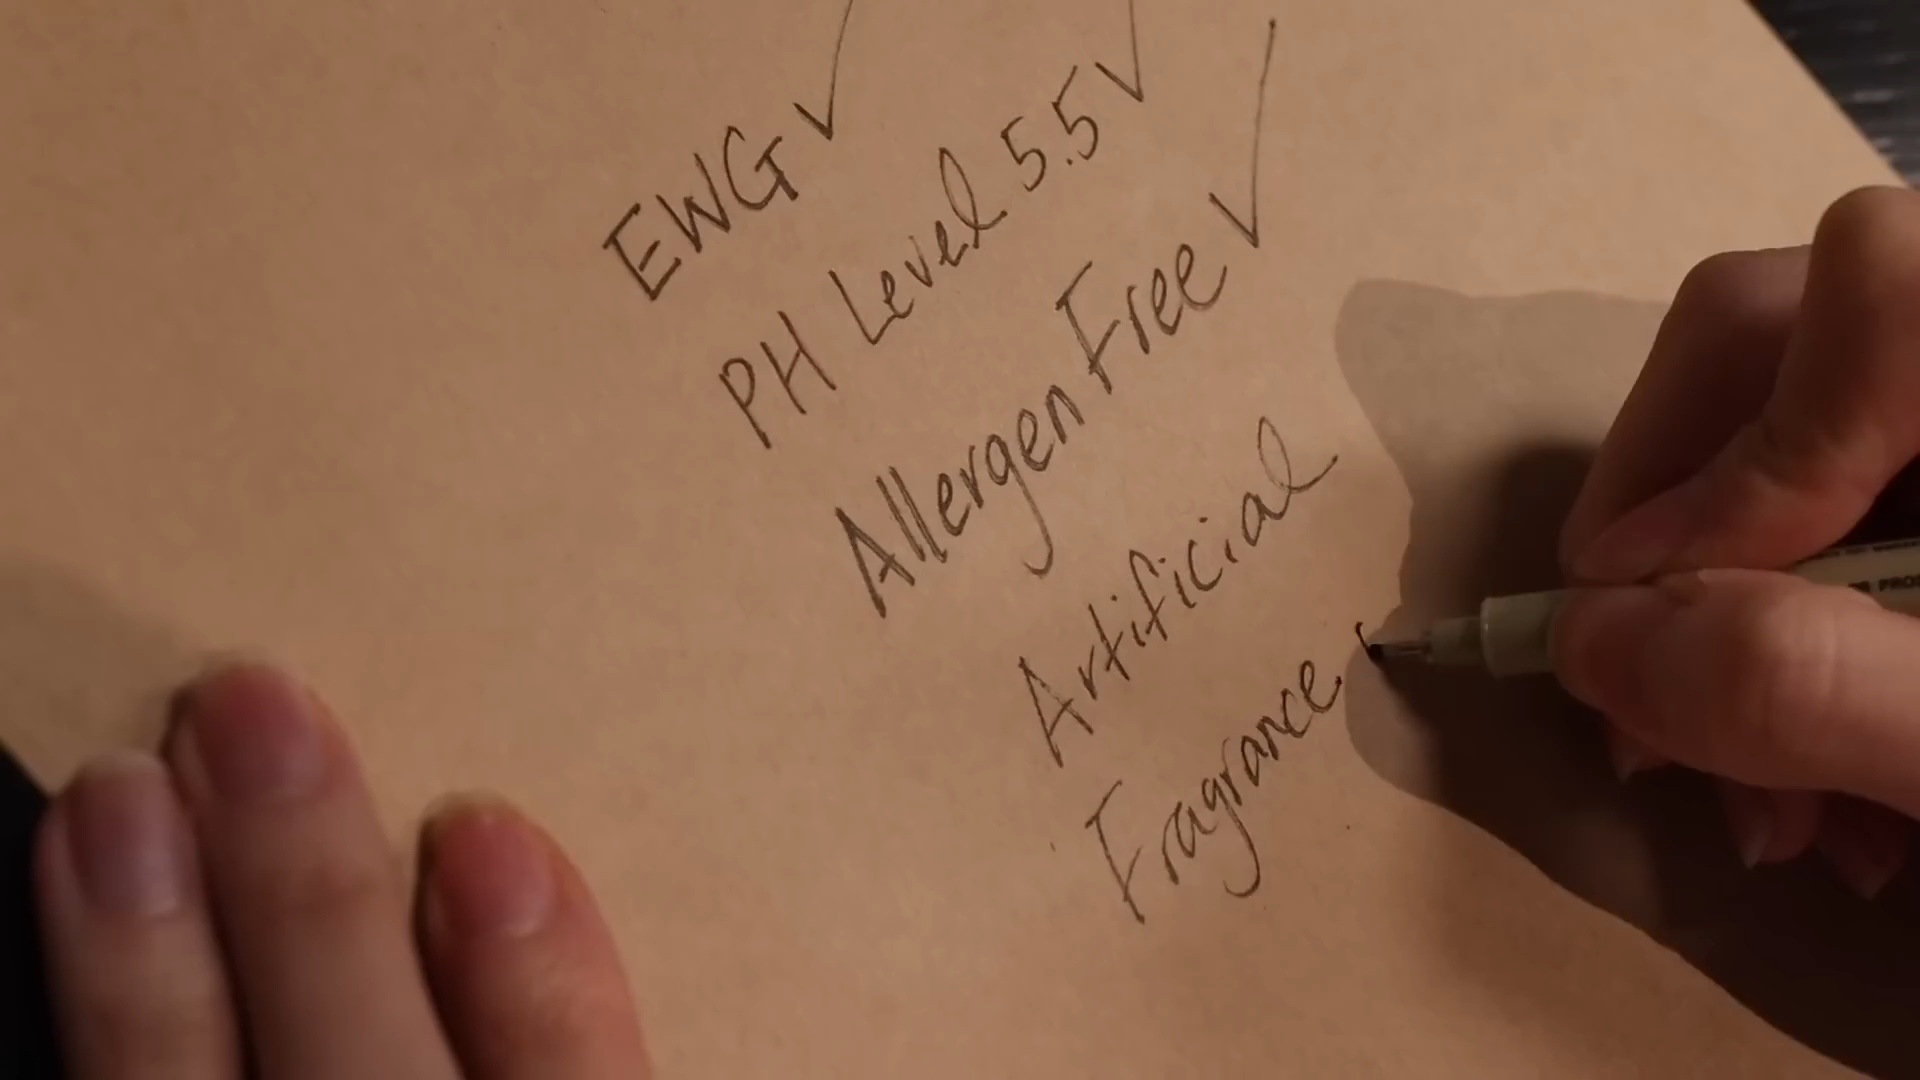 EWG ✓
PH Level 5.5 ✓
Allergen Free ✓
Artificial
Fragrance